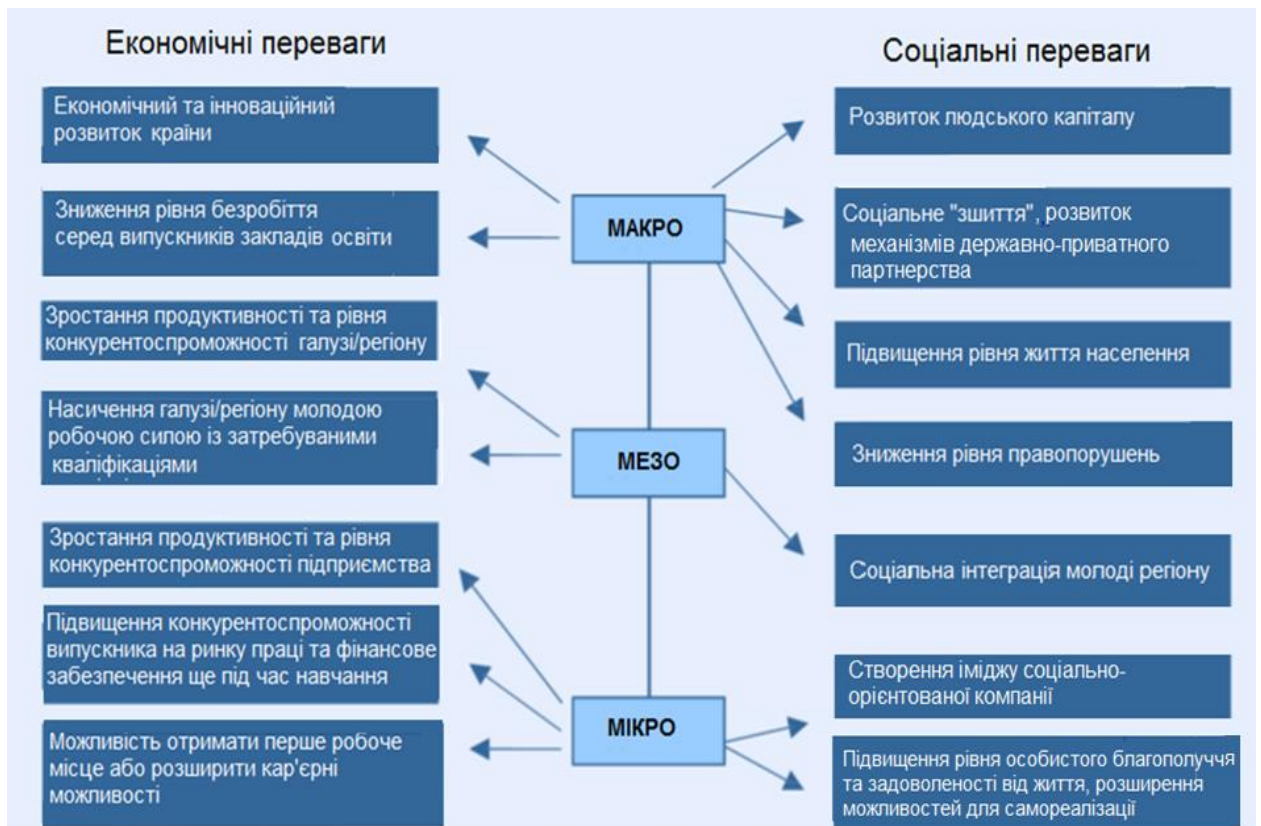 Економічні переваги
Економічний та інноваційний
розвиток країни
Зниження рівня безробіття
серед випускників закладів освіти
Зростання продуктивності та рівня
конкурентоспроможності галузі/регіону
Насичення галузі/регіону молодою
робочою силою із затребуваними
кваліфікаціями
Зростання продуктивності та рівня
конкурентоспроможності підприємства
Підвищення конкурентоспроможності
випускника на ринку праці та фінансове
забезпечення ще під час навчання
Можливість отримати перше робоче
місце або розширити кар'єрні
можливості
МАКРО
МЕЗО
МІКРО
Соціальні переваги
Розвиток людського капіталу
Соціальне "зшиття", розвиток
механізмів державно-приватного
партнерства
Підвищення рівня життя населення
Зниження рівня правопорушень
Соціальна інтеграція молоді регіону
Створення іміджу соціально-
орієнтованої компанії
Підвищення рівня особистого благополуччя
та задоволеності від життя, розширення
можливостей для самореалізації